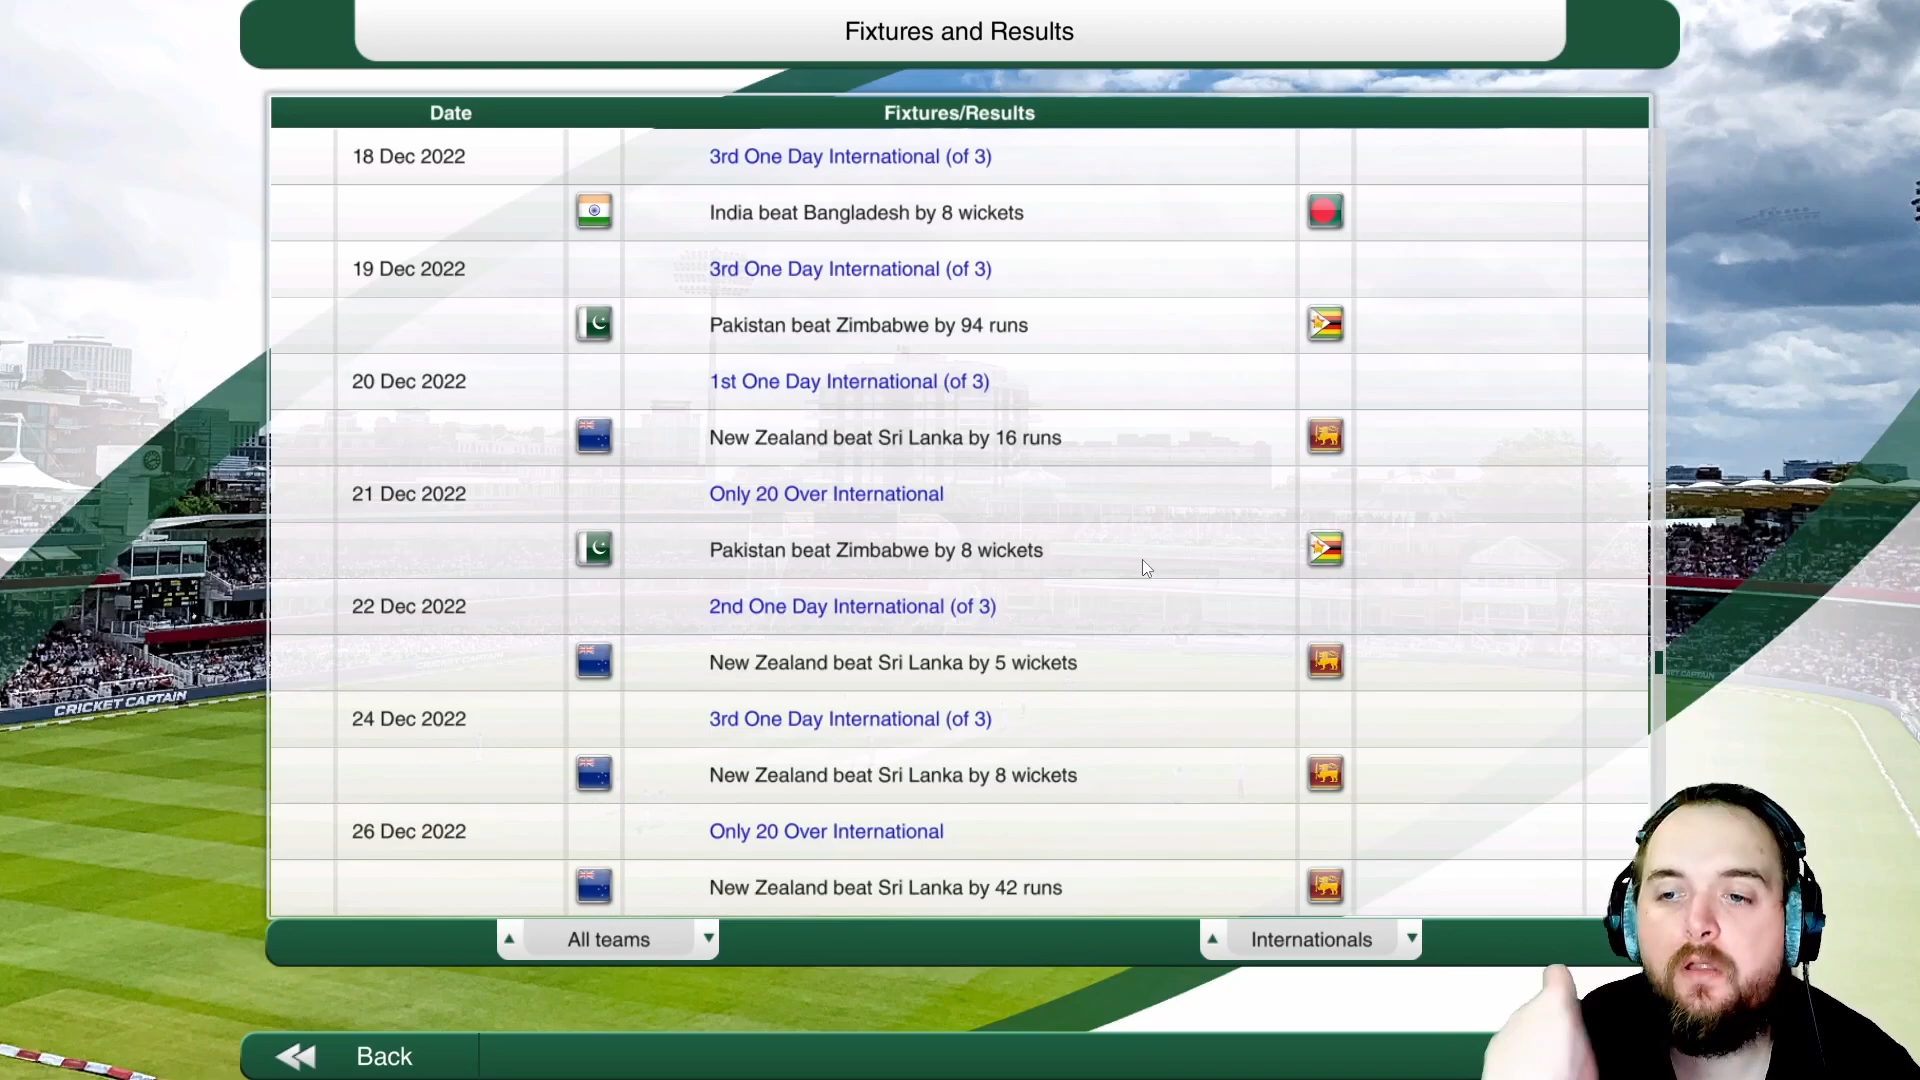 Fixtures and Results
Date Fixtures/Results
18 Dec 2022 3rd One Day International (of 3)
India beat Bangladesh by 8 wickets
19 Dec 2022 3rd One Day International (of 3)
Pakistan beat Zimbabwe by 94 runs
20 Dec 2022 1st One Day International (of 3)
New Zealand beat Sri Lanka by 16 runs
21 Dec 2022 Only 20 Over International
Pakistan beat Zimbabwe by 8 wickets
22 Dec 2022 2nd One Day International (of 3)
New Zealand beat Sri Lanka by 5 wickets
24 Dec 2022 3rd One Day International (of 3)
New Zealand beat Sri Lanka by 8 wickets
26 Dec 2022 Only 20 Over International
New Zealand beat Sri Lanka by 42 runs
CRICKET CAPTAIN
All teams Internationals
Back